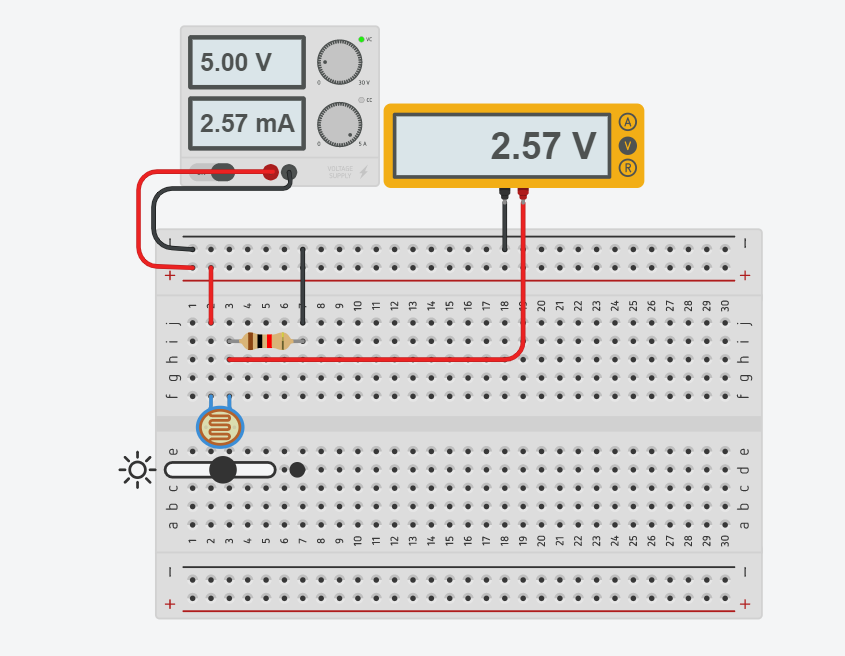 5.00 V
VC
0 30 V
2.57 mA
CC
0 5 A
VOLTAGE
SUPPLY
2.57 V
A
V
R
– –
+ +
1 2 3 4 5 6 8 9 10 11 12 13 14 15 16 17 18 20 21 22 23 24 25 26 27 28 29 30
j j
i i
h h
g g
f f
e e
d
c c
b b
a a
1 2 3 4 5 6 7 8 9 10 11 12 13 14 15 16 17 18 19 20 21 22 23 24 25 26 27 28 29 30
– –
+ +